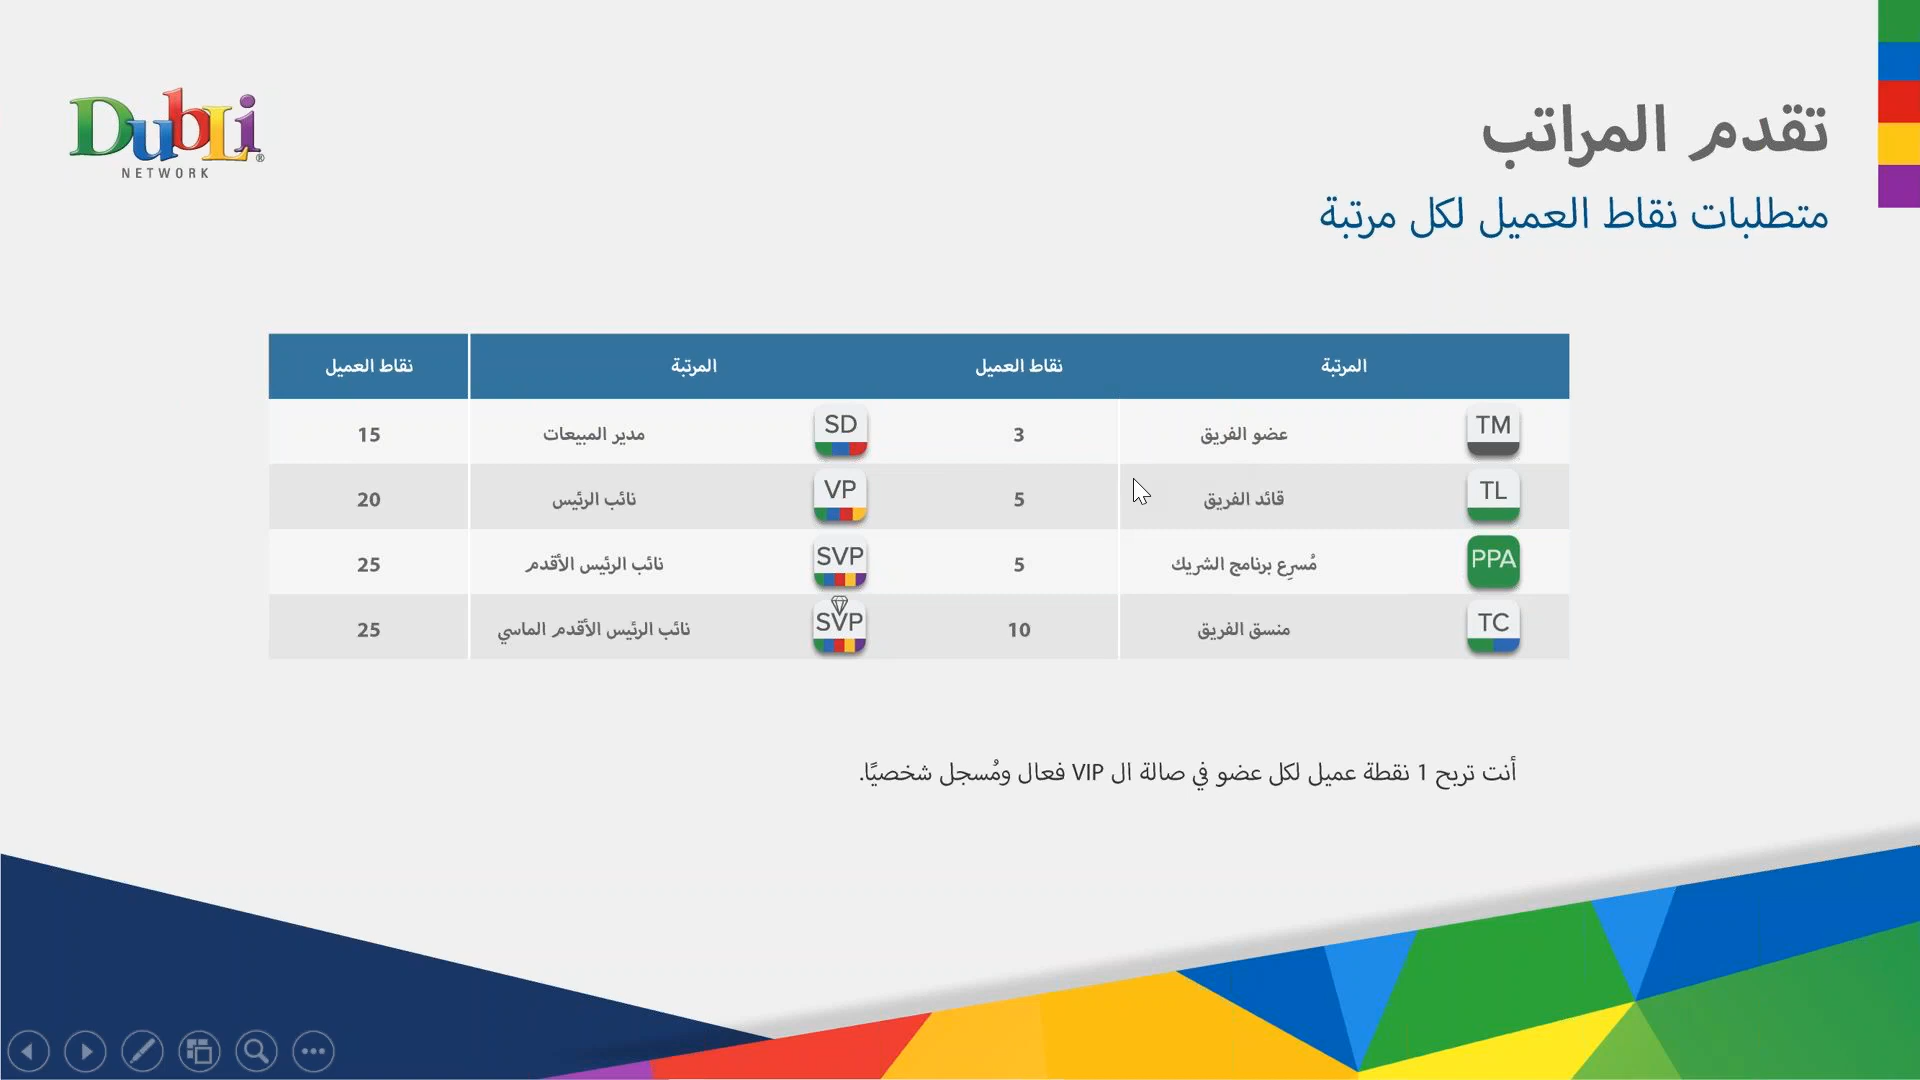 DubLi®
NETWORK
تقدم المراتب
متطلبات نقاط العميل لكل مرتبة
المرتبة نقاط العميل المرتبة نقاط العميل
TM عضو الفريق 3 SD مدير المبيعات 15
TL قائد الفريق 5 VP نائب الرئيس 20
PPA مُسرِع برنامج الشريك 5 SVP نائب الرئيس الأقدم 25
TC منسق الفريق 10 SVP نائب الرئيس الأقدم الماسي 25
أنت تربح 1 نقطة عميل لكل عضو في صالة ال VIP فعال ومُسجل شخصيًا.